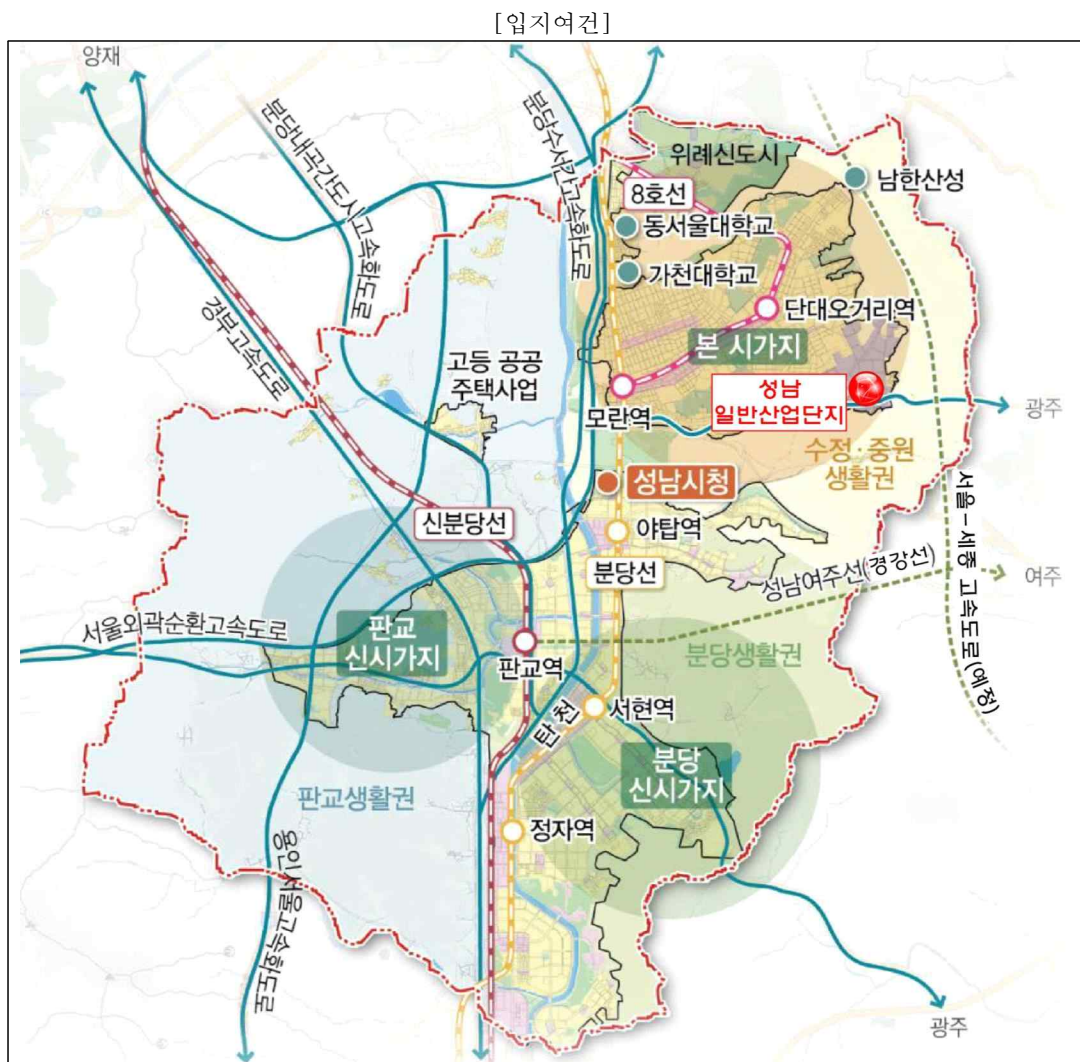 [입지여건]
양재
분당내곡간도시고속화도로
분당수서간고속화도로
경부고속도로
위례신도시
남한산성
8호선
동서울대학교
가천대학교
단대오거리역
본 시가지
고등 공공
주택사업
모란역
성남
일반산업단지
광주
수정·중원
생활권
성남시청
서울-세종 고속도로(예정)
신분당선
야탑역
분당선
성남여주선(경강선)
여주
서울외곽순환고속도로
판교
신시가지
판교역
분당생활권
탄천
서현역
분당
신시가지
판교생활권
정자역
용인서울고속화도로
광주